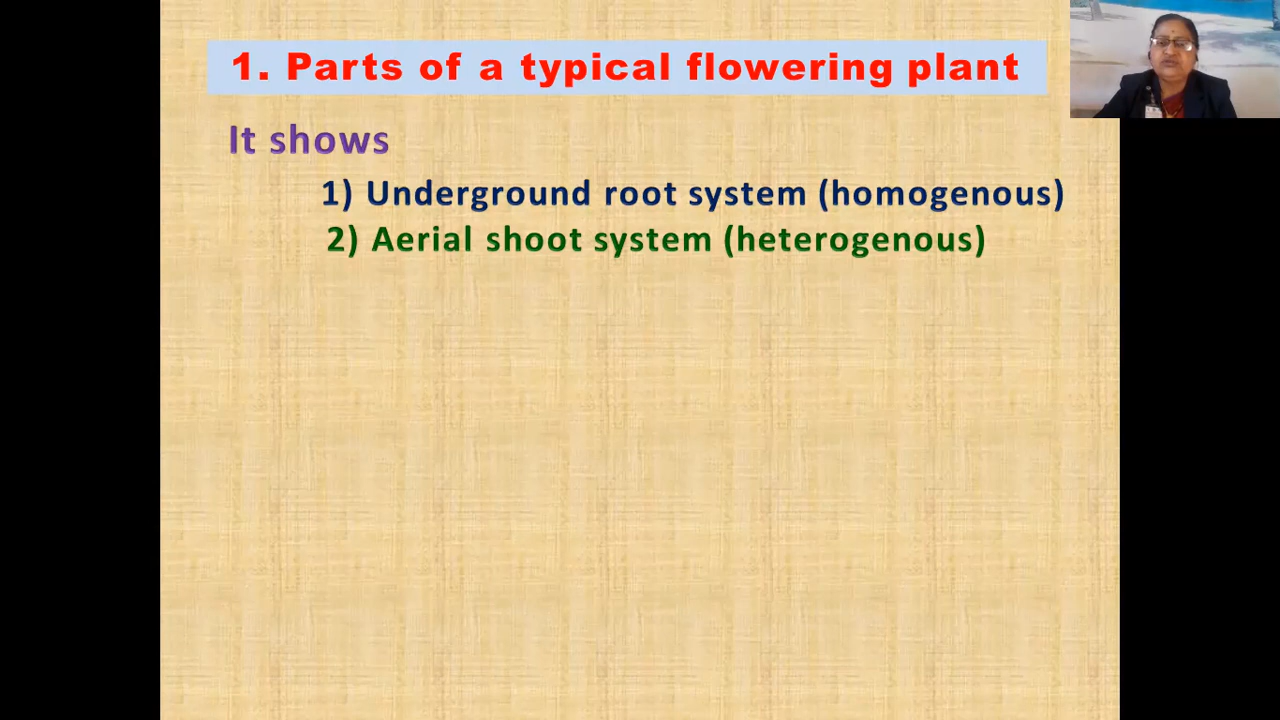 1. Parts of a typical flowering plant
It shows
1) Underground root system (homogenous)
2) Aerial shoot system (heterogenous)